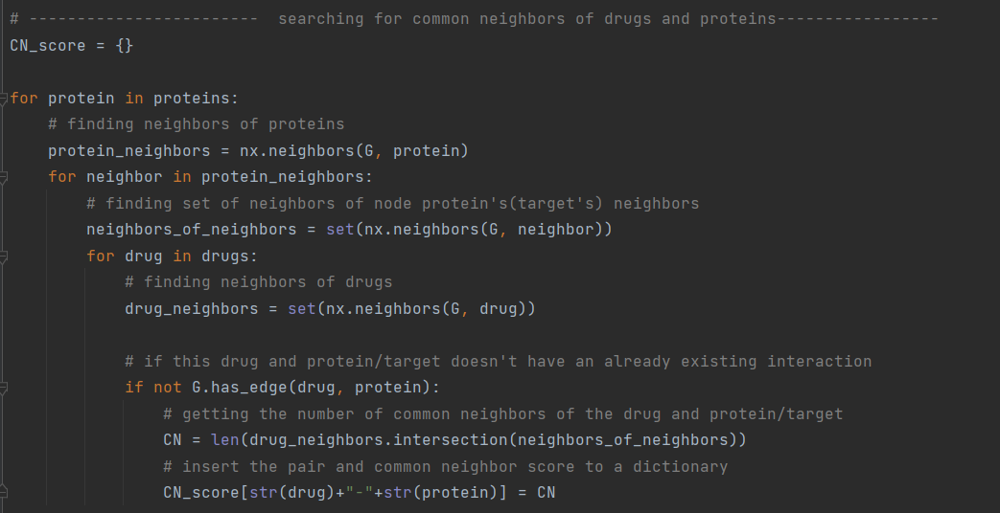 # ------------------------  searching for common neighbors of drugs and proteins-----------------
CN_score = {}
for protein in proteins:
    # finding neighbors of proteins
    protein_neighbors = nx.neighbors(G, protein)
    for neighbor in protein_neighbors:
        # finding set of neighbors of node protein's(target's) neighbors
        neighbors_of_neighbors = set(nx.neighbors(G, neighbor))
        for drug in drugs:
            # finding neighbors of drugs
            drug_neighbors = set(nx.neighbors(G, drug))
            # if this drug and protein/target doesn't have an already existing interaction
            if not G.has_edge(drug, protein):
                # getting the number of common neighbors of the drug and protein/target
                CN = len(drug_neighbors.intersection(neighbors_of_neighbors))
                # insert the pair and common neighbor score to a dictionary
                CN_score[str(drug)+"-"+str(protein)] = CN